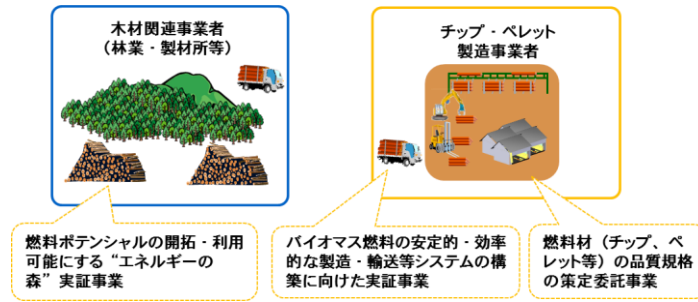 木材関連事業者
（林業・製材所等）
チップ・ペレット
製造事業者
燃料ポテンシャルの開拓・利用
可能にする“エネルギーの
森”実証事業
バイオマス燃料の安定的・効率
的な製造・輸送等システムの構
築に向けた実証事業
燃料材（チップ、ペ
レット等）の品質規格
の策定委託事業